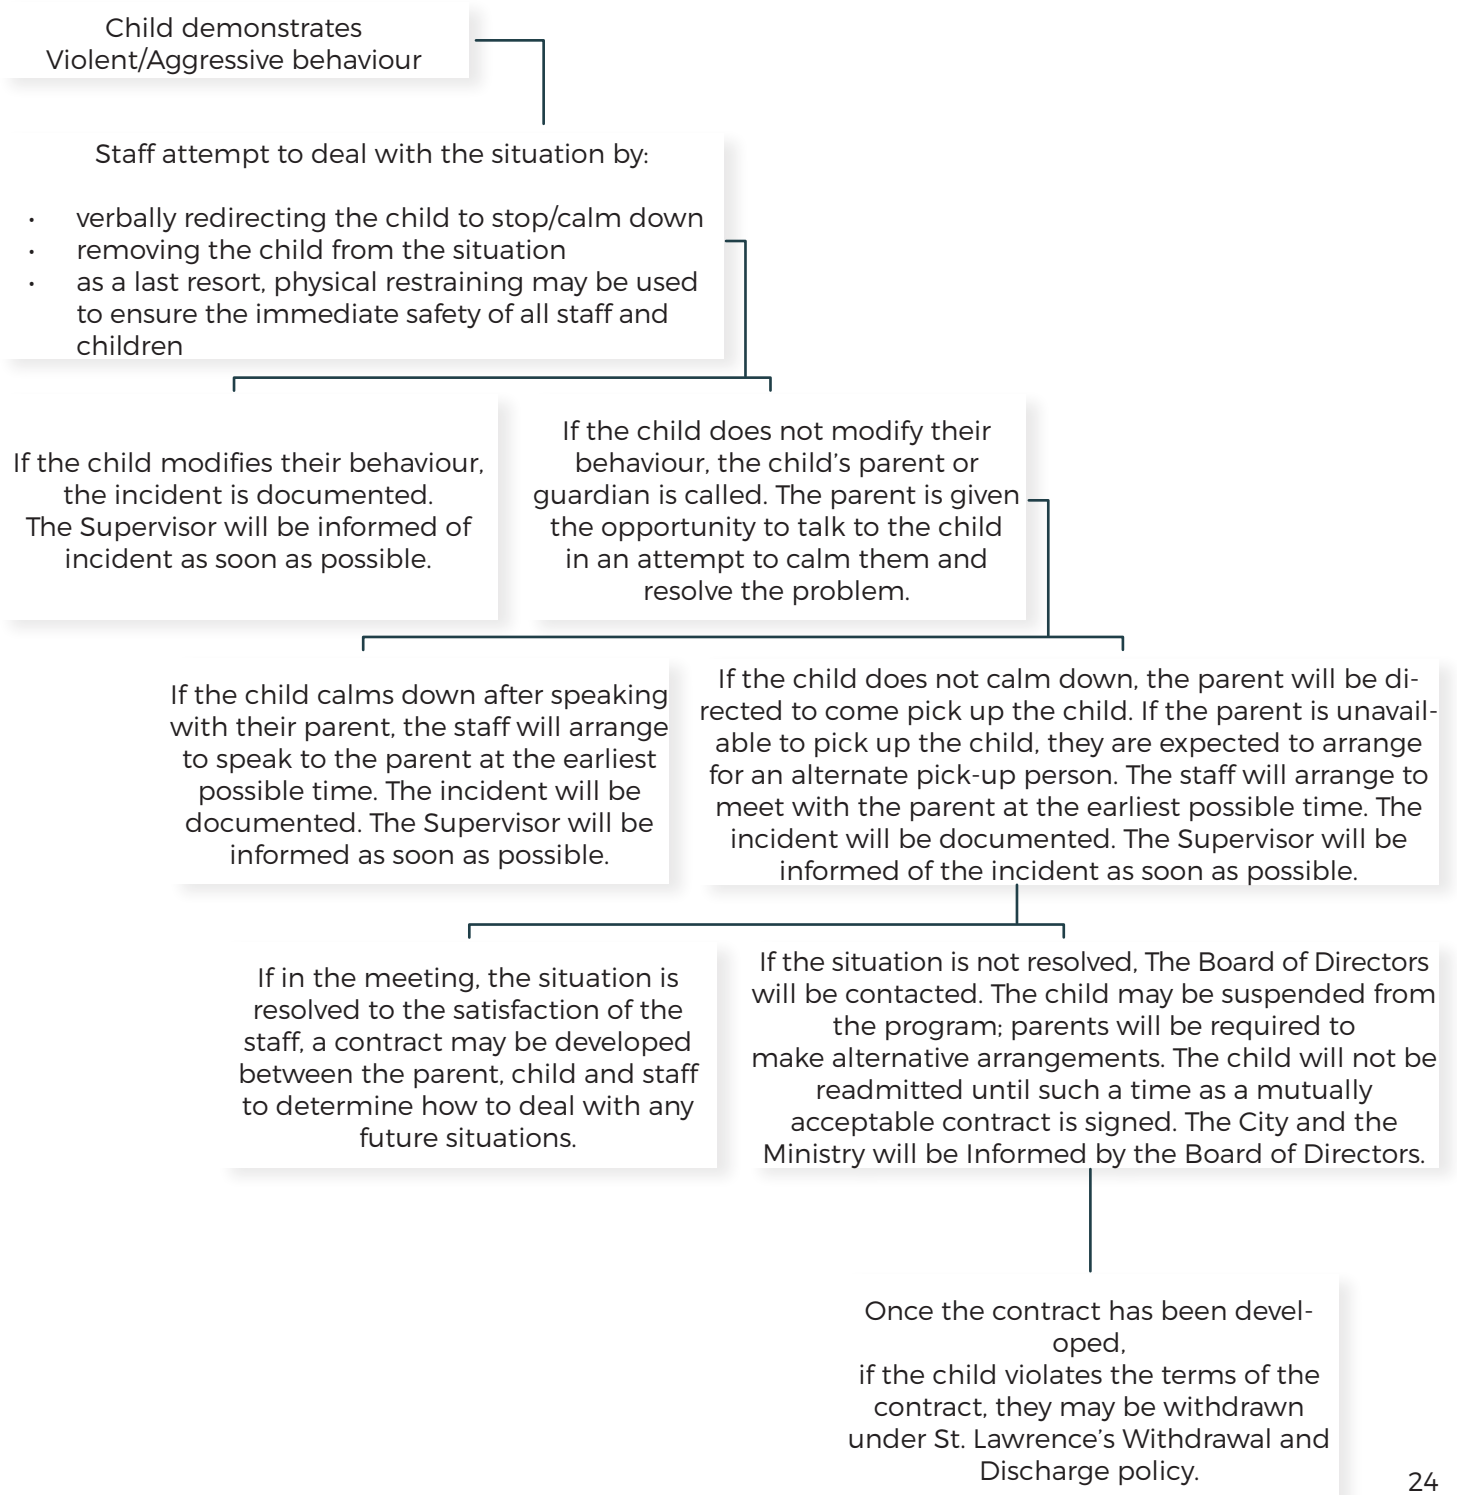 Child demonstrates
Violent/Aggressive behaviour
Staff attempt to deal with the situation by:
• verbally redirecting the child to stop/calm down
• removing the child from the situation
• as a last resort, physical restraining may be used
to ensure the immediate safety of all staff and
children
If the child modifies their behaviour,
the incident is documented.
The Supervisor will be informed of
incident as soon as possible.
If the child does not modify their
behaviour, the child's parent or
guardian is called. The parent is given
the opportunity to talk to the child
in an attempt to calm them and
resolve the problem.
If the child calms down after speaking
with their parent, the staff will arrange
to speak to the parent at the earliest
possible time. The incident will be
documented. The Supervisor will be
informed as soon as possible.
If the child does not calm down, the parent will be di-
rected to come pick up the child. If the parent is unavail-
able to pick up the child, they are expected to arrange
for an alternate pick-up person. The staff will arrange to
meet with the parent at the earliest possible time. The
incident will be documented. The Supervisor will be
informed of the incident as soon as possible.
If in the meeting, the situation is
resolved to the satisfaction of the
staff, a contract may be developed
between the parent, child and staff
to determine how to deal with any
future situations.
If the situation is not resolved, The Board of Directors
will be contacted. The child may be suspended from
the program; parents will be required to
make alternative arrangements. The child will not be
readmitted until such a time as a mutually
acceptable contract is signed. The City and the
Ministry will be Informed by the Board of Directors.
Once the contract has been devel-
oped,
if the child violates the terms of the
contract, they may be withdrawn
under St. Lawrence's Withdrawal and
Discharge policy.
24